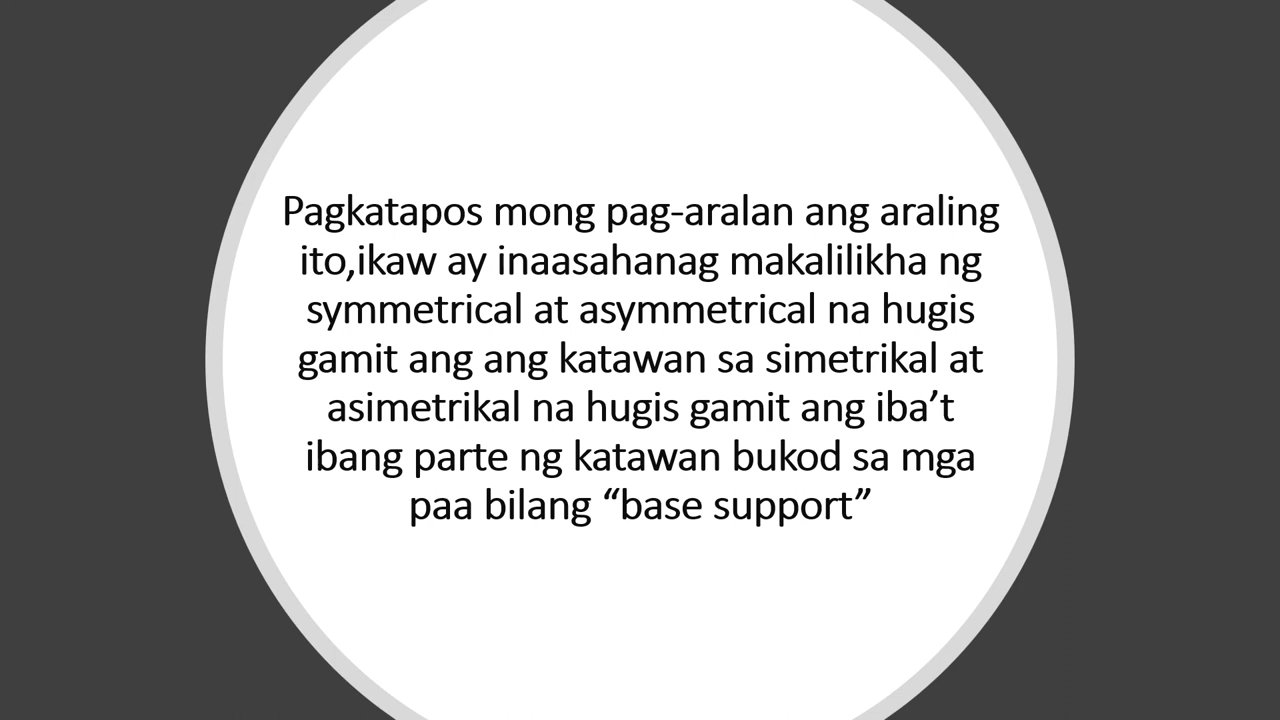 Pagkatapos mong pag-aralan ang araling
ito,ikaw ay inaasahanag makalilikha ng
symmetrical at asymmetrical na hugis
gamit ang ang katawan sa simetrikal at
asimetrikal na hugis gamit ang iba’t
ibang parte ng katawan bukod sa mga
paa bilang “base support”